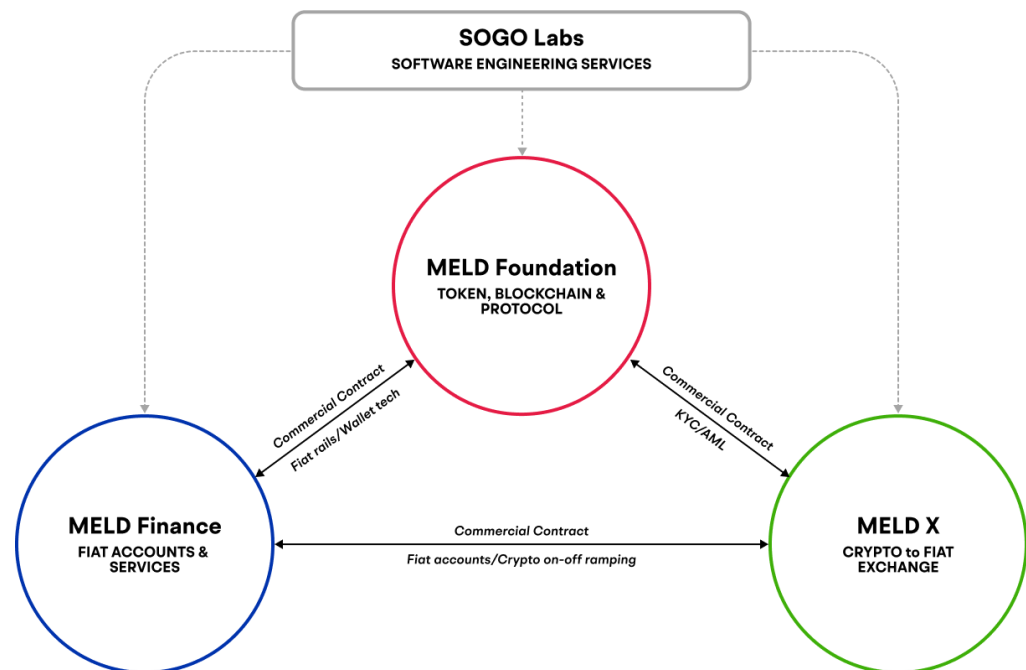 SOGO Labs
SOFTWARE ENGINEERING SERVICES
MELD Foundation
TOKEN, BLOCKCHAIN &
PROTOCOL
Commercial Contract
Fiat rails/Wallet tech
Commercial Contract
KYC/AML
MELD Finance
FIAT ACCOUNTS &
SERVICES
Commercial Contract
Fiat accounts/Crypto on-off ramping
MELD X
CRYPTO to FIAT
EXCHANGE